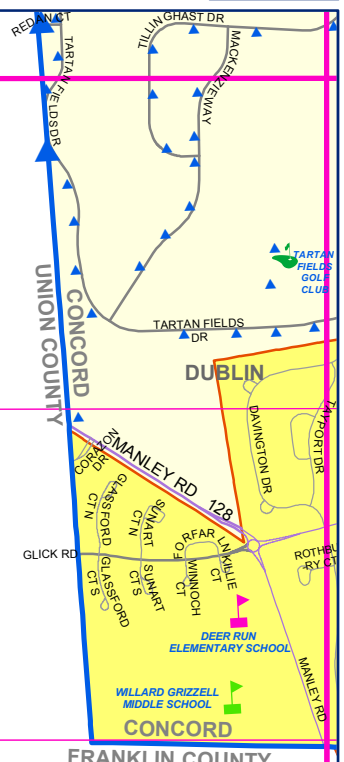 REDAN CT
TILLINGHAST DR
TARTAN FIELDS DR
MACKENZIE WAY
TARTAN
FIELDS
GOLF
CLUB
UNION COUNTY
CONCORD
TARTAN FIELDS
DR
DUBLIN
DAVINGTON DR
TAYPORT DR
CORAZON
DR
MANLEY RD
128
GLASSFORD
CT N
SUNART
CT N
FORFAR
LN
KILLIE
CT
GLICK RD
GLASSFORD
CT S
SUNART
CT S
WINNOCH
CT
ROTHBU
RY CT
DEER RUN
ELEMENTARY SCHOOL
MANLEY RD
WILLARD GRIZZELL
MIDDLE SCHOOL
CONCORD
FRANKLIN COUNTY